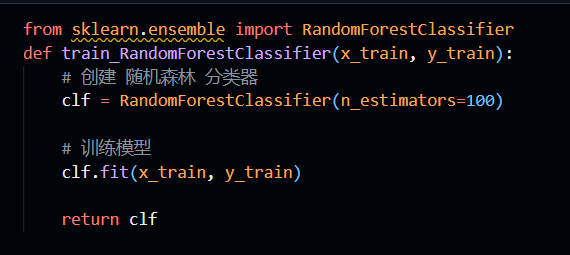 from sklearn.ensemble import RandomForestClassifier
def train_RandomForestClassifier(x_train, y_train):
    # 创建 随机森林 分类器
    clf = RandomForestClassifier(n_estimators=100)

    # 训练模型
    clf.fit(x_train, y_train)

    return clf